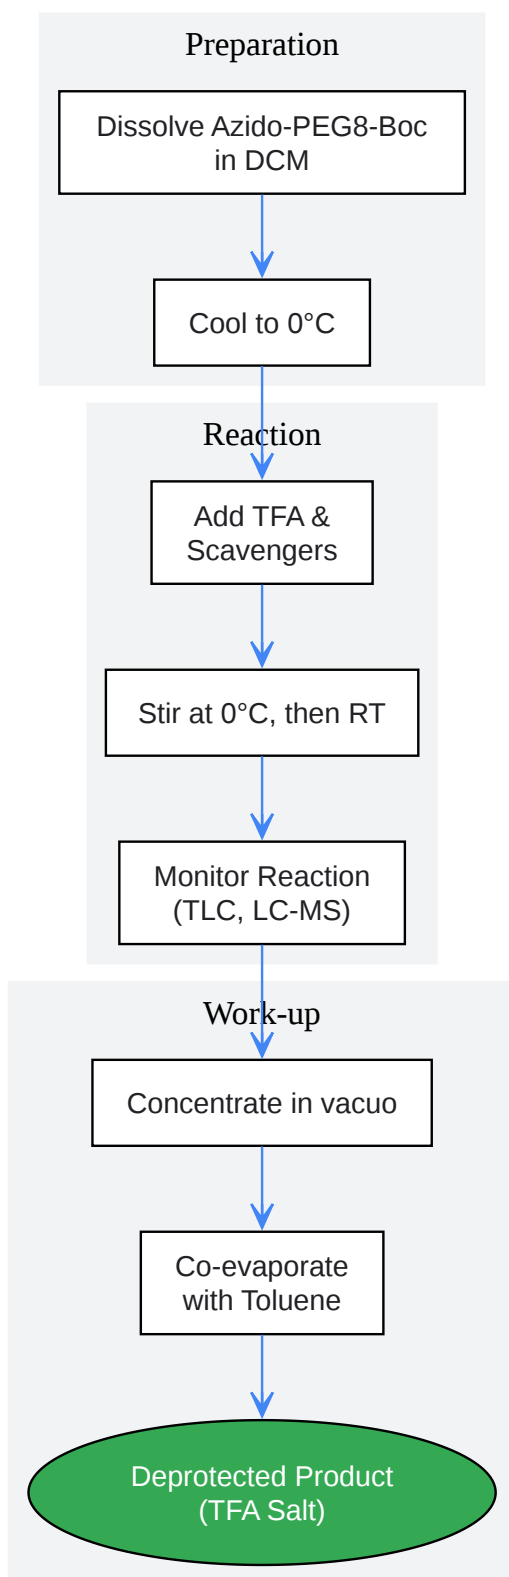 Preparation
Dissolve Azido-PEG8-Boc
in DCM
Cool to 0°C
Reaction
Add TFA &
Scavengers
Stir at 0°C, then RT
Monitor Reaction
(TLC, LC-MS)
Work-up
Concentrate in vacuo
Co-evaporate
with Toluene
Deprotected Product
(TFA Salt)